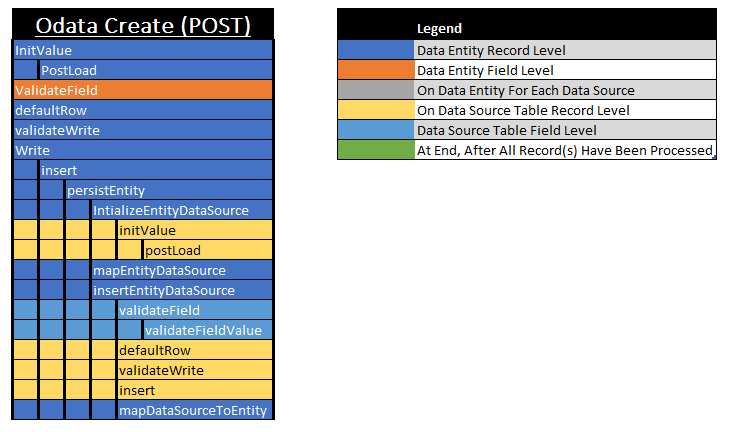 Odata Create (POST)
InitValue
PostLoad
ValidateField
defaultRow
validateWrite
Write
insert
persistEntity
IntializeEntityDataSource
initValue
postLoad
mapEntityDataSource
insertEntityDataSource
validateField
validateFieldValue
defaultRow
validateWrite
insert
mapDataSourceToEntity
Legend
Data Entity Record Level
Data Entity Field Level
On Data Entity For Each Data Source
On Data Source Table Record Level
Data Source Table Field Level
At End, After All Record(s) Have Been Processed